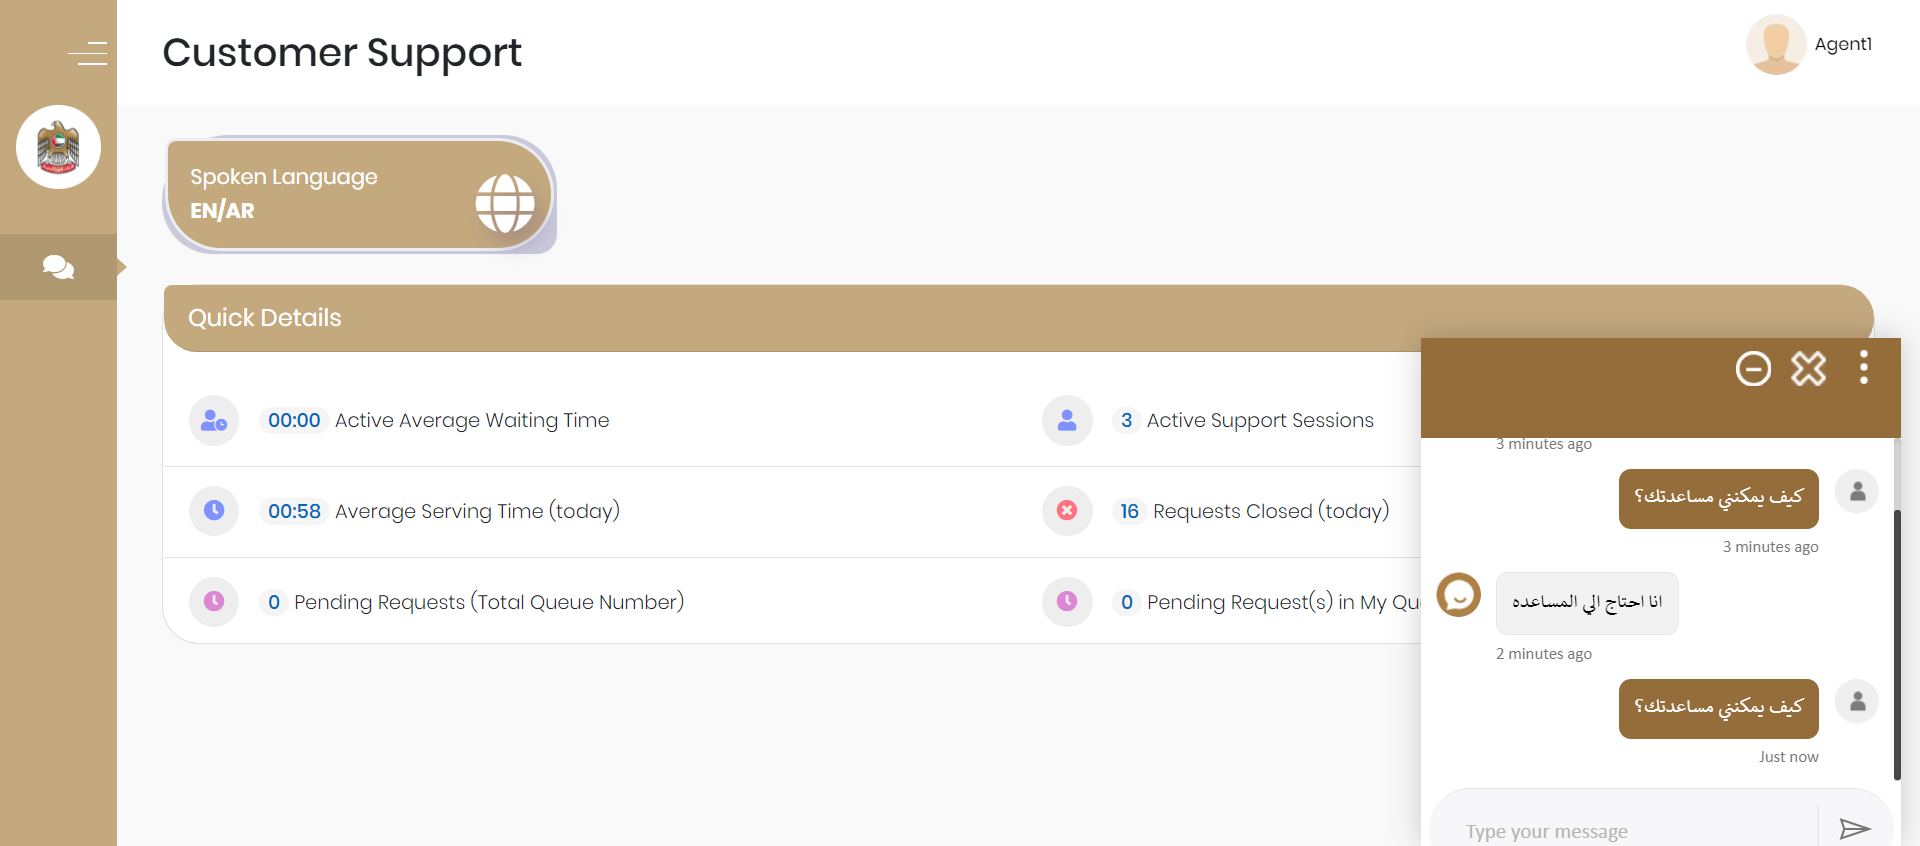 Customer Support
Agent1
Spoken Language
EN/AR
Quick Details
00:00 Active Average Waiting Time
3 Active Support Sessions
00:58 Average Serving Time (today)
16 Requests Closed (today)
0 Pending Requests (Total Queue Number)
0 Pending Request(s) in My Qu
3 minutes ago
كيف يمكنني مساعدتك؟
3 minutes ago
انا احتاج الي المساعده
2 minutes ago
كيف يمكنني مساعدتك؟
Just now
Type your message